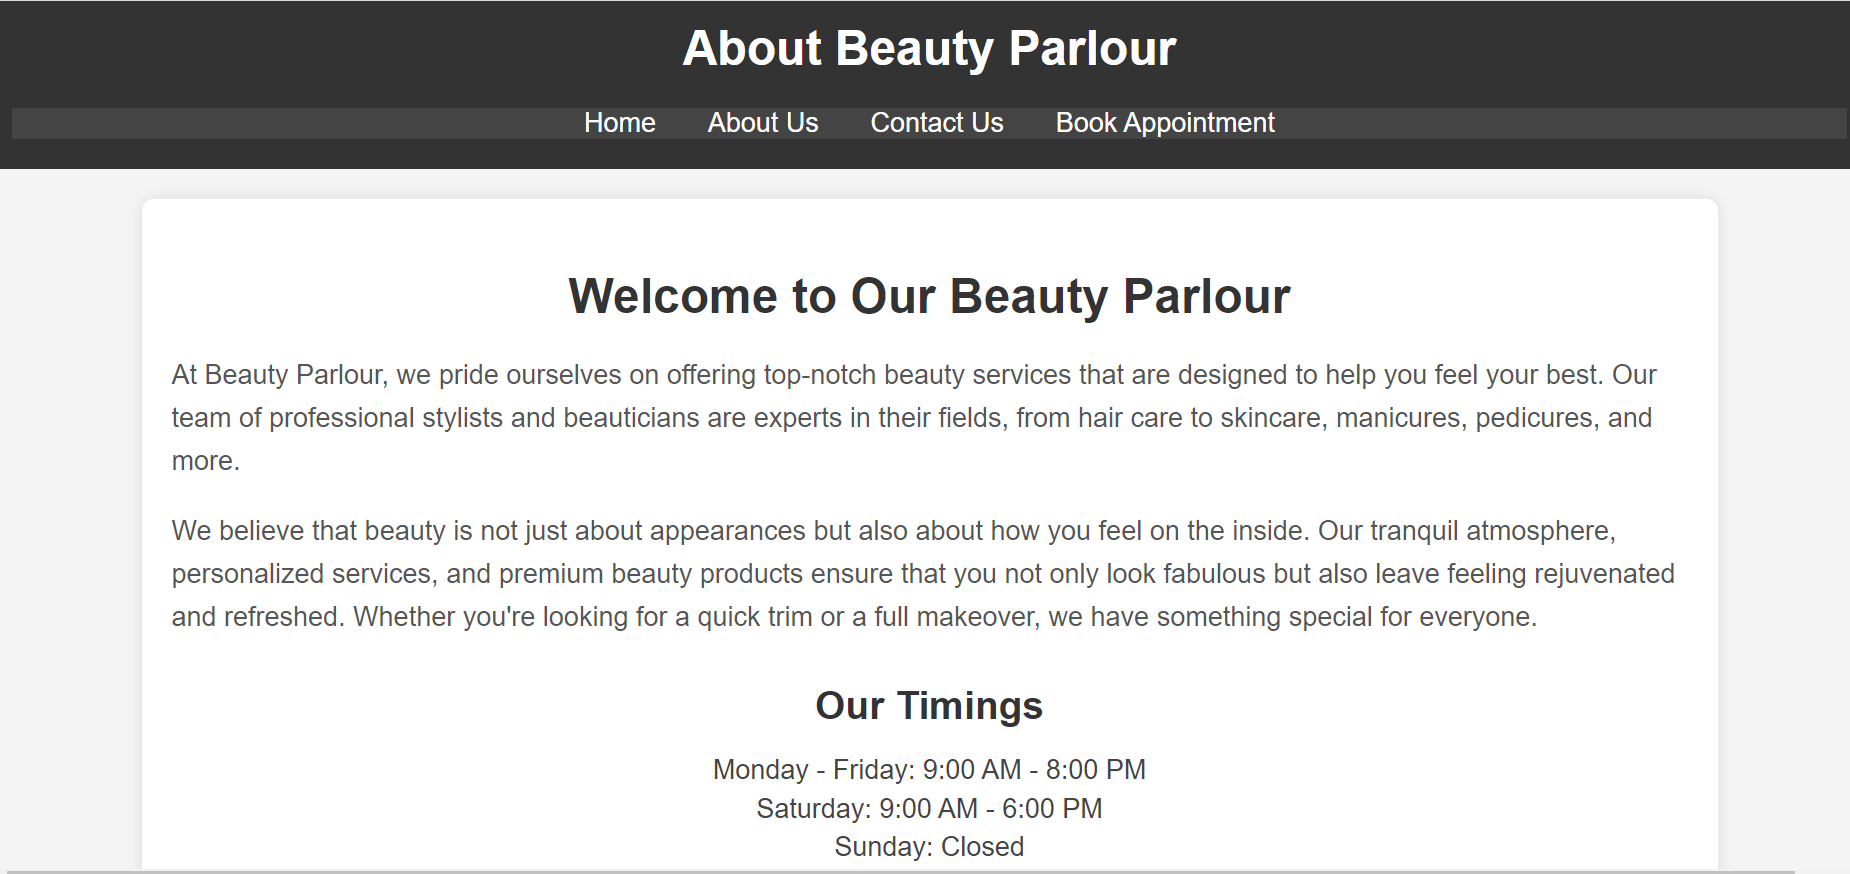 About Beauty Parlour
Home About Us Contact Us Book Appointment
Welcome to Our Beauty Parlour
At Beauty Parlour, we pride ourselves on offering top-notch beauty services that are designed to help you feel your best. Our
team of professional stylists and beauticians are experts in their fields, from hair care to skincare, manicures, pedicures, and
more.
We believe that beauty is not just about appearances but also about how you feel on the inside. Our tranquil atmosphere,
personalized services, and premium beauty products ensure that you not only look fabulous but also leave feeling rejuvenated
and refreshed. Whether you're looking for a quick trim or a full makeover, we have something special for everyone.
Our Timings
Monday - Friday: 9:00 AM - 8:00 PM
Saturday: 9:00 AM - 6:00 PM
Sunday: Closed